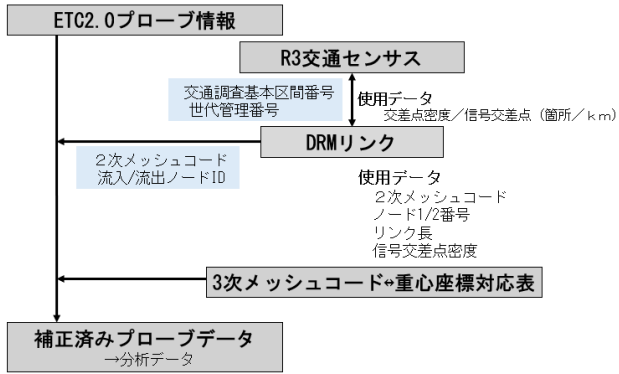 ETC2.0プローブ情報
R3交通センサス
交通調査基本区間番号
世代管理番号
使用データ
交差点密度／信号交差点（箇所／ｋｍ）
DRMリンク
２次メッシュコード
流入/流出ノードID
使用データ
２次メッシュコード
ノード1/2番号
リンク長
信号交差点密度
3次メッシュコード↔重心座標対応表
補正済みプローブデータ
→分析データ